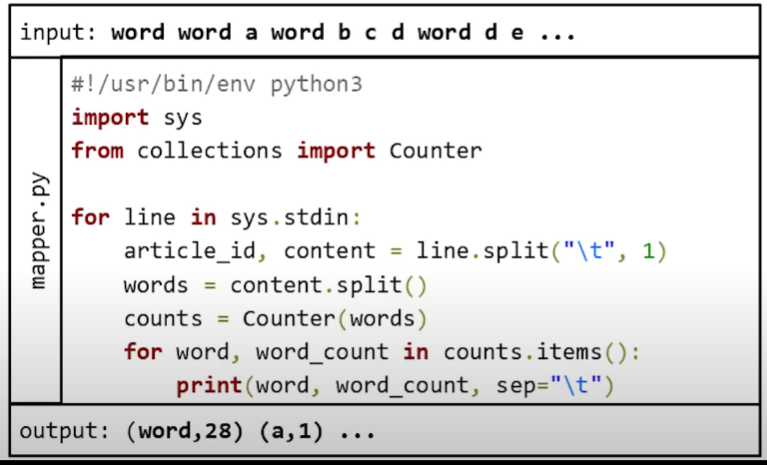 input: word word a word b c d word d e ...
mapper.py
#!/usr/bin/env python3
import sys
from collections import Counter
for line in sys.stdin:
    article_id, content = line.split("\t", 1)
    words = content.split()
    counts = Counter(words)
    for word, word_count in counts.items():
        print(word, word_count, sep="\t")
output: (word,28) (a,1) ...